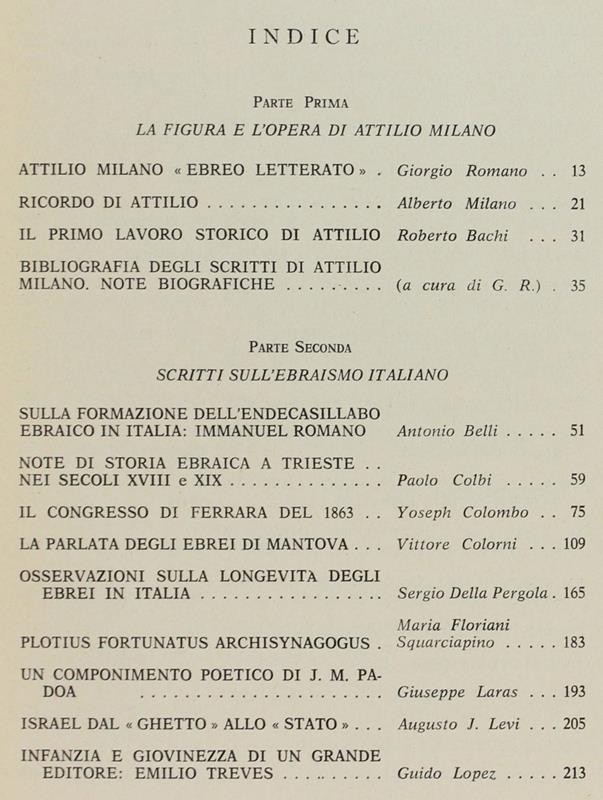 INDICE
PARTE PRIMA
LA FIGURA E L'OPERA DI ATTILIO MILANO
ATTILIO MILANO « EBREO LETTERATO » . Giorgio Romano . . 13
RICORDO DI ATTILIO . . . . . . . . . . . . . . . . Alberto Milano . . . 21
IL PRIMO LAVORO STORICO DI ATTILIO Roberto Bachi . . . 31
BIBLIOGRAFIA DEGLI SCRITTI DI ATTILIO
MILANO. NOTE BIOGRAFICHE . . . . . . . . . (a cura di G. R.) . 35
PARTE SECONDA
SCRITTI SULL'EBRAISMO ITALIANO
SULLA FORMAZIONE DELL'ENDECASILLABO
EBRAICO IN ITALIA: IMMANUEL ROMANO Antonio Belli . . . . . 51
NOTE DI STORIA EBRAICA A TRIESTE . .
NEI SECOLI XVIII e XIX . . . . . . . . . . . . . . Paolo Colbi . . . . . 59
IL CONGRESSO DI FERRARA DEL 1863 . . Yoseph Colombo . . 75
LA PARLATA DEGLI EBREI DI MANTOVA . . . Vittore Colorni . . . 109
OSSERVAZIONI SULLA LONGEVITÀ DEGLI
EBREI IN ITALIA . . . . . . . . . . . . . . . . . Sergio Della Pergola . 165
Maria Floriani
PLOTIUS FORTUNATUS ARCHISYNAGOGUS . Squarciapino . . . . . 183
UN COMPONIMENTO POETICO DI J. M. PA-
DOA . . . . . . . . . . . . . . . . . . . . . . Giuseppe Laras . . . 193
ISRAEL DAL « GHETTO » ALLO « STATO » . . . Augusto J. Levi . . . 205
INFANZIA E GIOVINEZZA DI UN GRANDE
EDITORE: EMILIO TREVES . . . . . . . . . Guido Lopez . . . . . 213